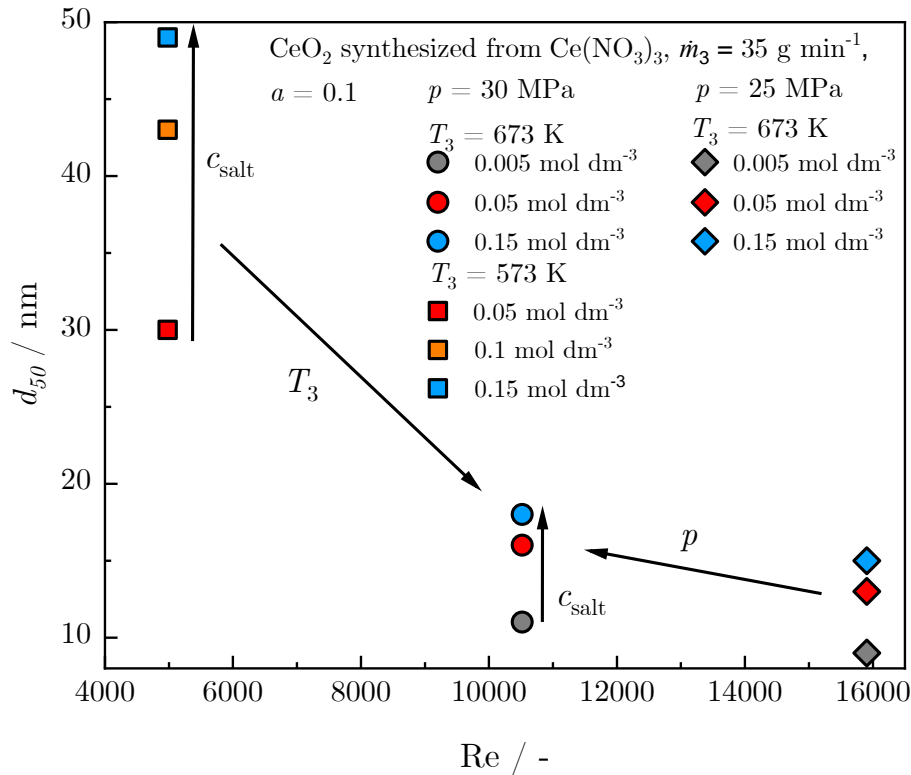 CeO₂ synthesized from Ce(NO₃)₃, ṁ₃ = 35 g min⁻¹,
a = 0.1
p = 30 MPa
T₃ = 673 K
0.005 mol dm⁻³
0.05 mol dm⁻³
0.15 mol dm⁻³
T₃ = 573 K
0.05 mol dm⁻³
0.1 mol dm⁻³
0.15 mol dm⁻³
p = 25 MPa
T₃ = 673 K
0.005 mol dm⁻³
0.05 mol dm⁻³
0.15 mol dm⁻³
c_salt
T₃
c_salt
p
d₅₀ / nm
50
40
30
20
10
4000 6000 8000 10000 12000 14000 16000
Re / -